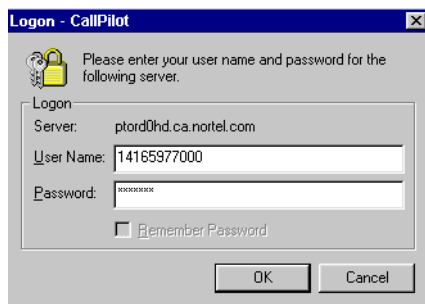 Logon - CallPilot
Please enter your user name and password for the
following server.
Logon
Server: ptord0hd.ca.nortel.com
User Name: 14165977000
Password: *******
Remember Password
OK Cancel